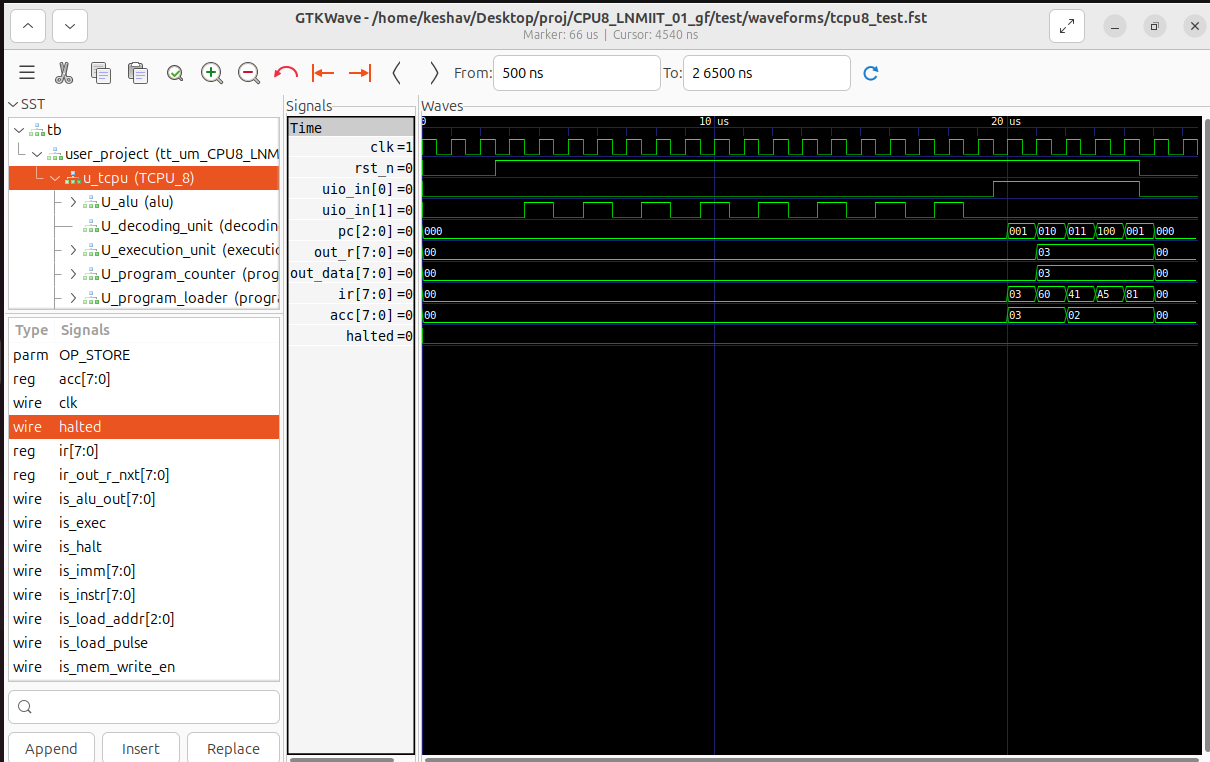 GTKWave - /home/keshav/Desktop/proj/CPU8_LNMIIT_01_gf/test/waveforms/tcpu8_test.fst
Marker: 66 us | Cursor: 4540 ns
From: 500 ns To: 2 6500 ns
SST
tb
user_project (tt_um_CPU8_LNM
u_tcpu (TCPU_8)
U_alu (alu)
U_decoding_unit (decodin
U_execution_unit (executio
U_program_counter (prog
U_program_loader (progra
Type Signals
parm OP_STORE
reg acc[7:0]
wire clk
wire halted
reg ir[7:0]
reg ir_out_r_nxt[7:0]
wire is_alu_out[7:0]
wire is_exec
wire is_halt
wire is_imm[7:0]
wire is_instr[7:0]
wire is_load_addr[2:0]
wire is_load_pulse
wire is_mem_write_en
Append Insert Replace
Signals
Time
clk =1
rst_n =0
uio_in[0] =0
uio_in[1] =0
pc[2:0] =0
out_r[7:0] =0
out_data[7:0] =0
ir[7:0] =0
acc[7:0] =0
halted =0
Waves
0 10 us 20 us
000 001 010 011 100 001 000
00 03 00
00 03 00
00 03 60 41 A5 81 00
00 03 02 00